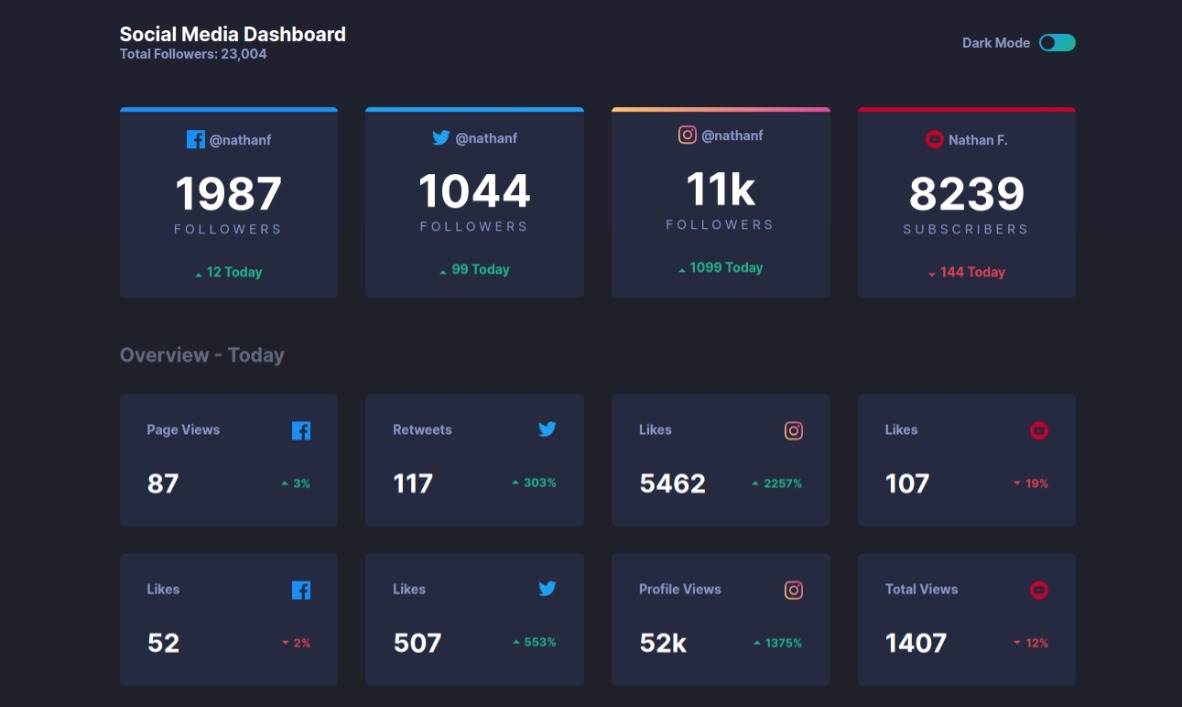 Social Media Dashboard
Total Followers: 23,004
Dark Mode
@nathanf
1987
FOLLOWERS
12 Today
@nathanf
1044
FOLLOWERS
99 Today
@nathanf
11k
FOLLOWERS
1099 Today
Nathan F.
8239
SUBSCRIBERS
144 Today
Overview - Today
Page Views
87
3%
Retweets
117
303%
Likes
5462
2257%
Likes
107
19%
Likes
52
2%
Likes
507
553%
Profile Views
52k
1375%
Total Views
1407
12%